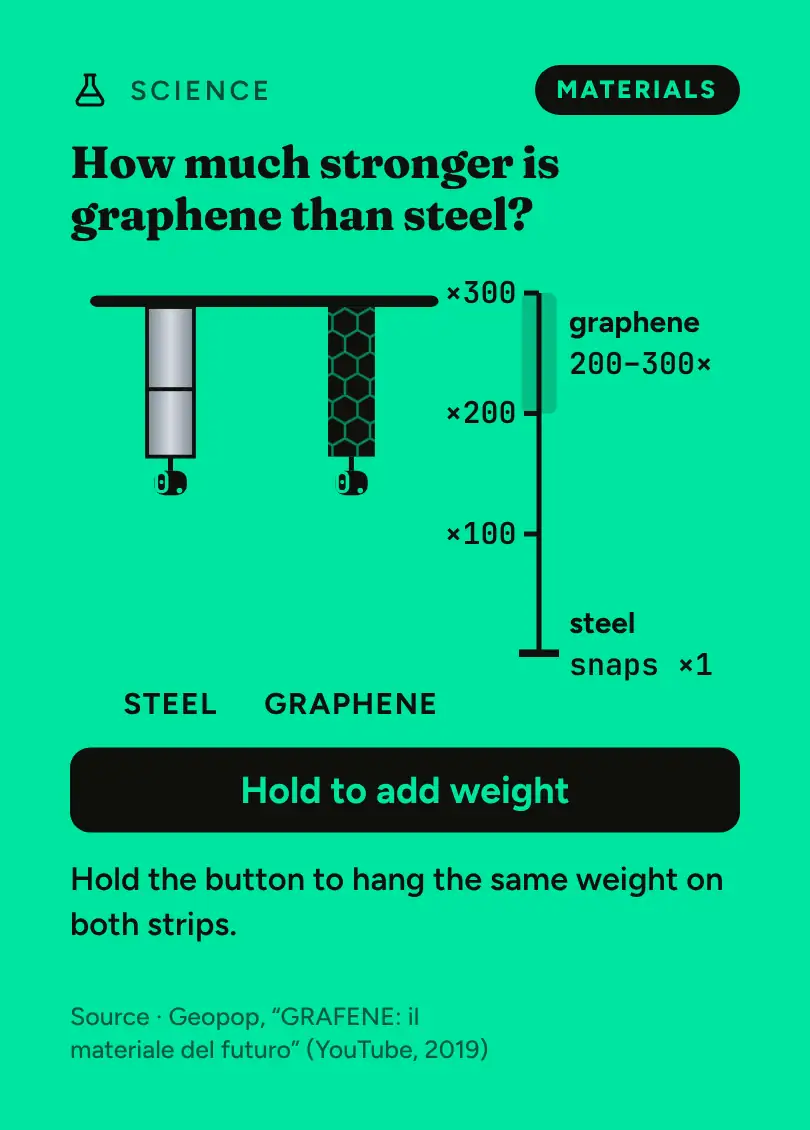 SCIENCE
MATERIALS
How much stronger is
graphene than steel?
×300
graphene
200–300×
×200
×100
steel
snaps ×1
STEEL
GRAPHENE
Hold to add weight
Hold the button to hang the same weight on
both strips.
Source · Geopop, “GRAFENE: il
materiale del futuro” (YouTube, 2019)